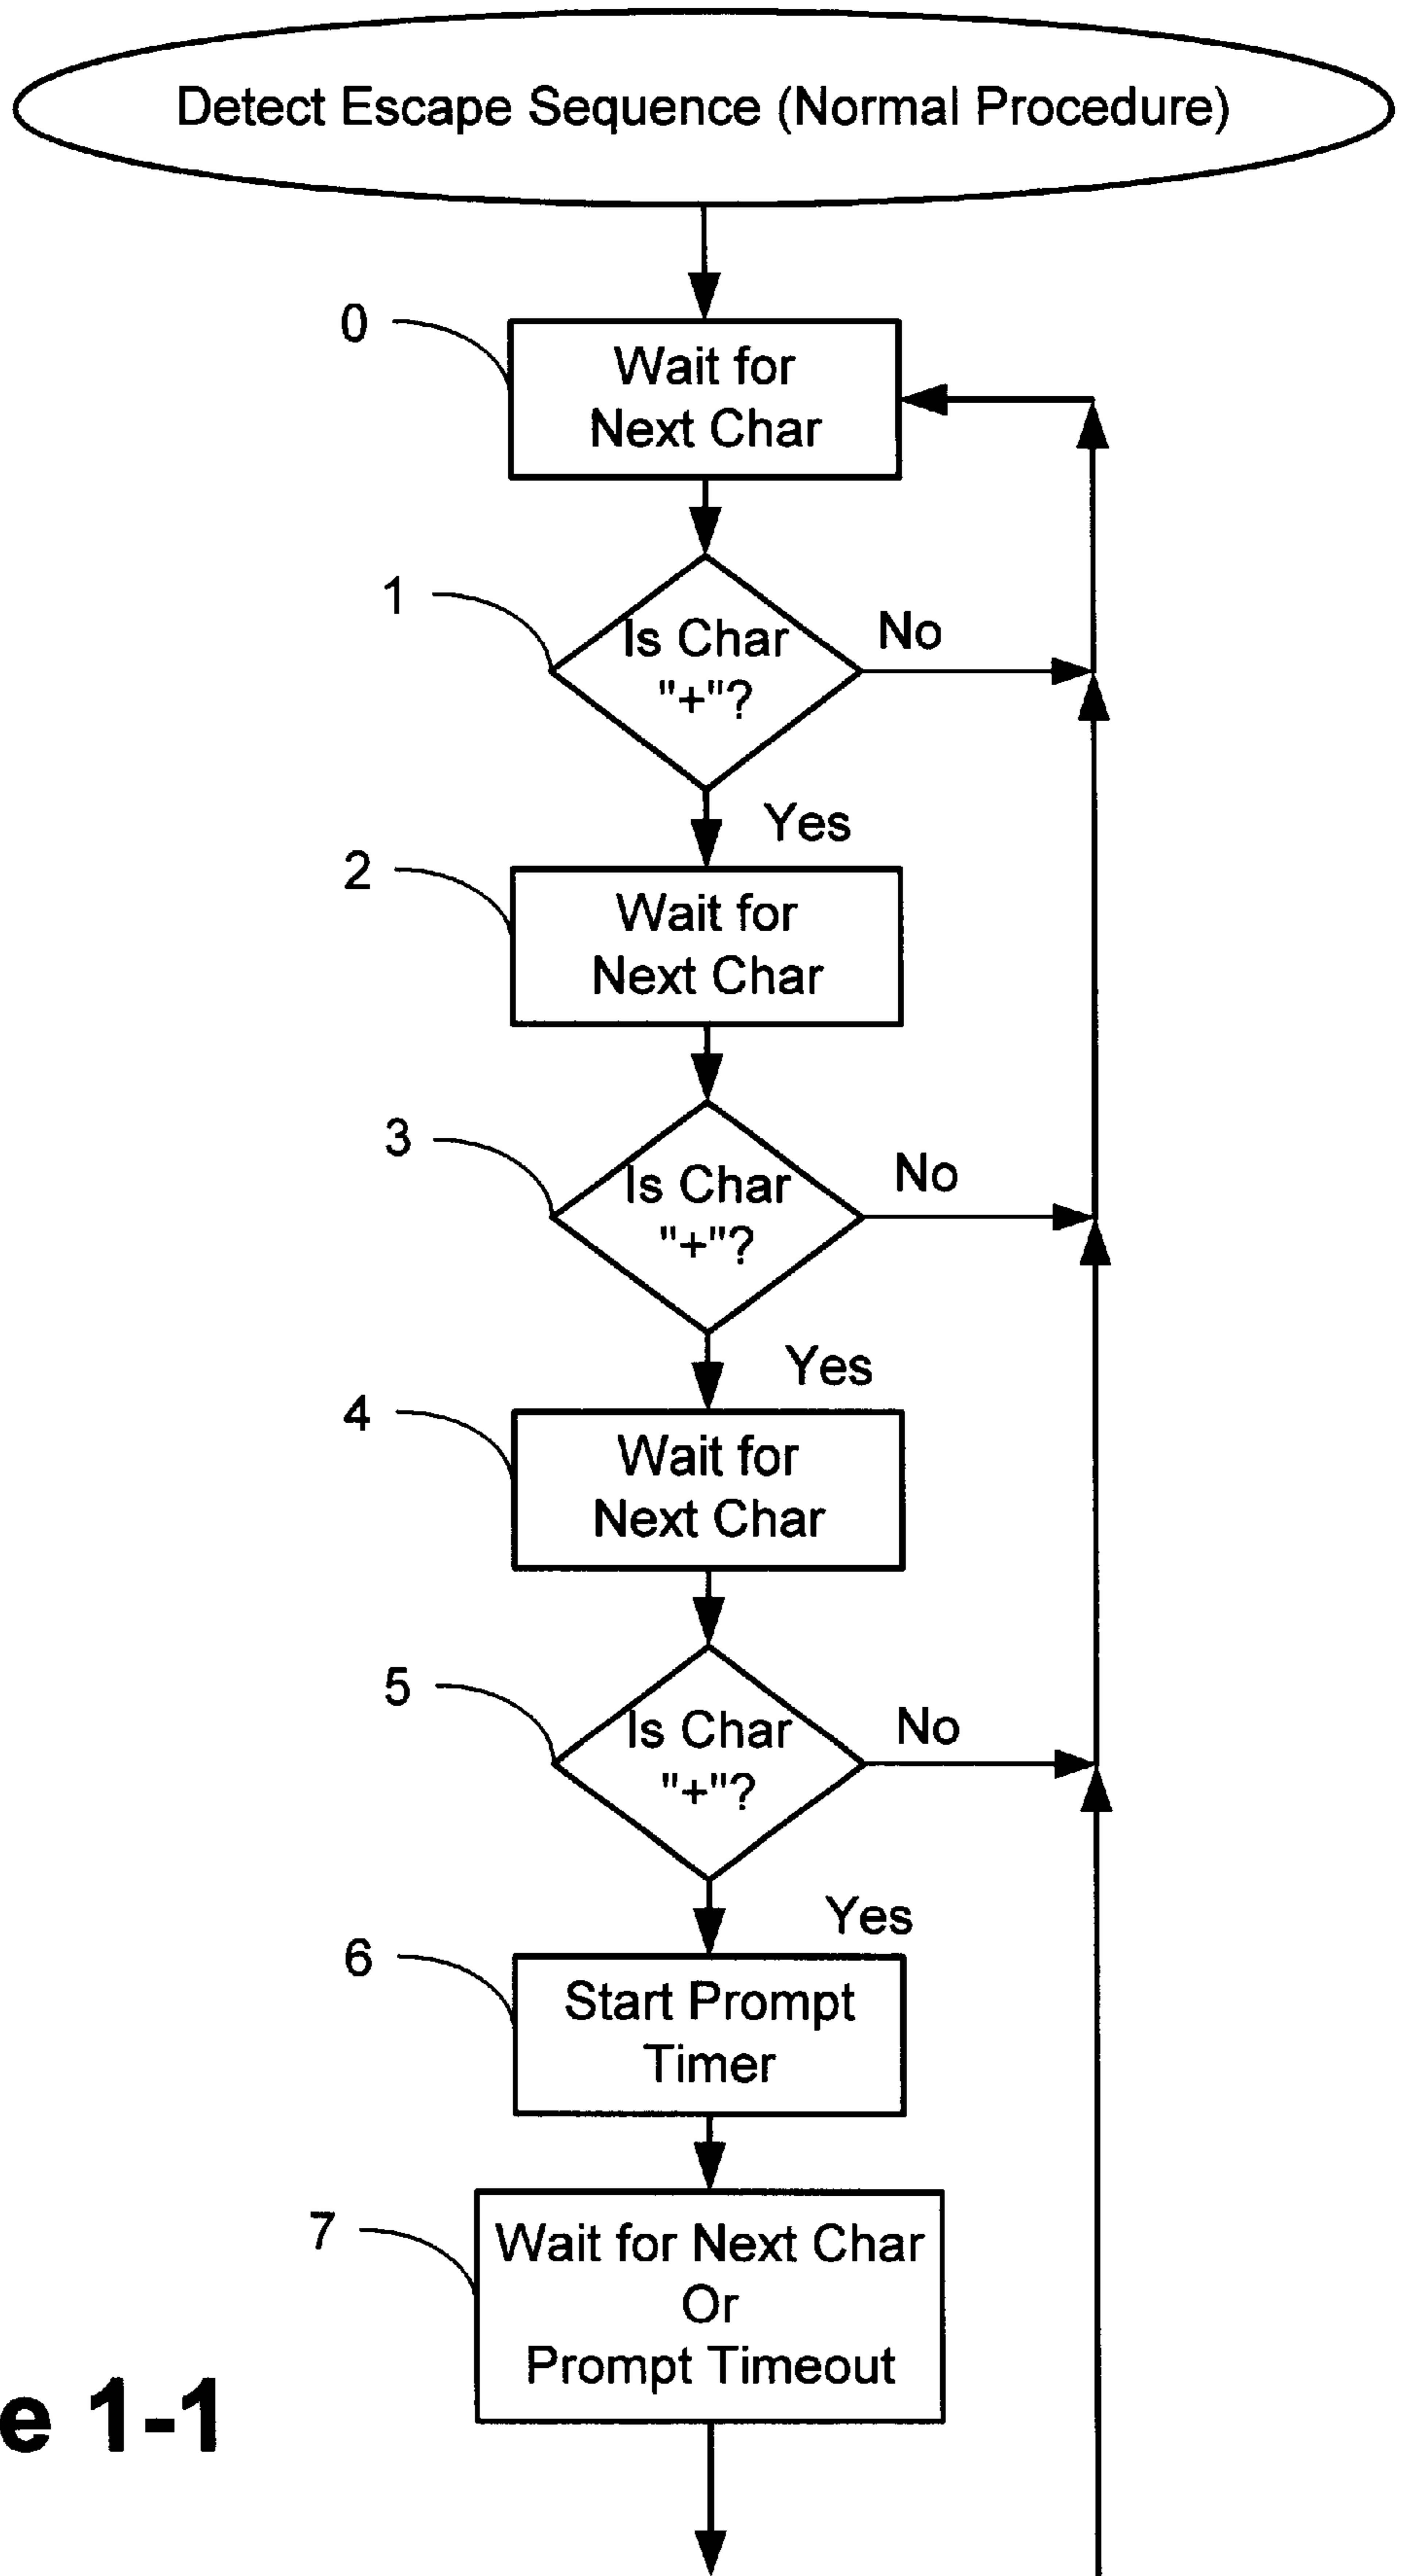 Detect Escape Sequence (Normal Procedure)
0
Wait for
Next Char
1
Is Char
"+"?
No
Yes
2
Wait for
Next Char
3
Is Char
"+"?
No
Yes
4
Wait for
Next Char
5
Is Char
"+"?
No
Yes
6
Start Prompt
Timer
7
Wait for Next Char
Or
Prompt Timeout
e 1-1